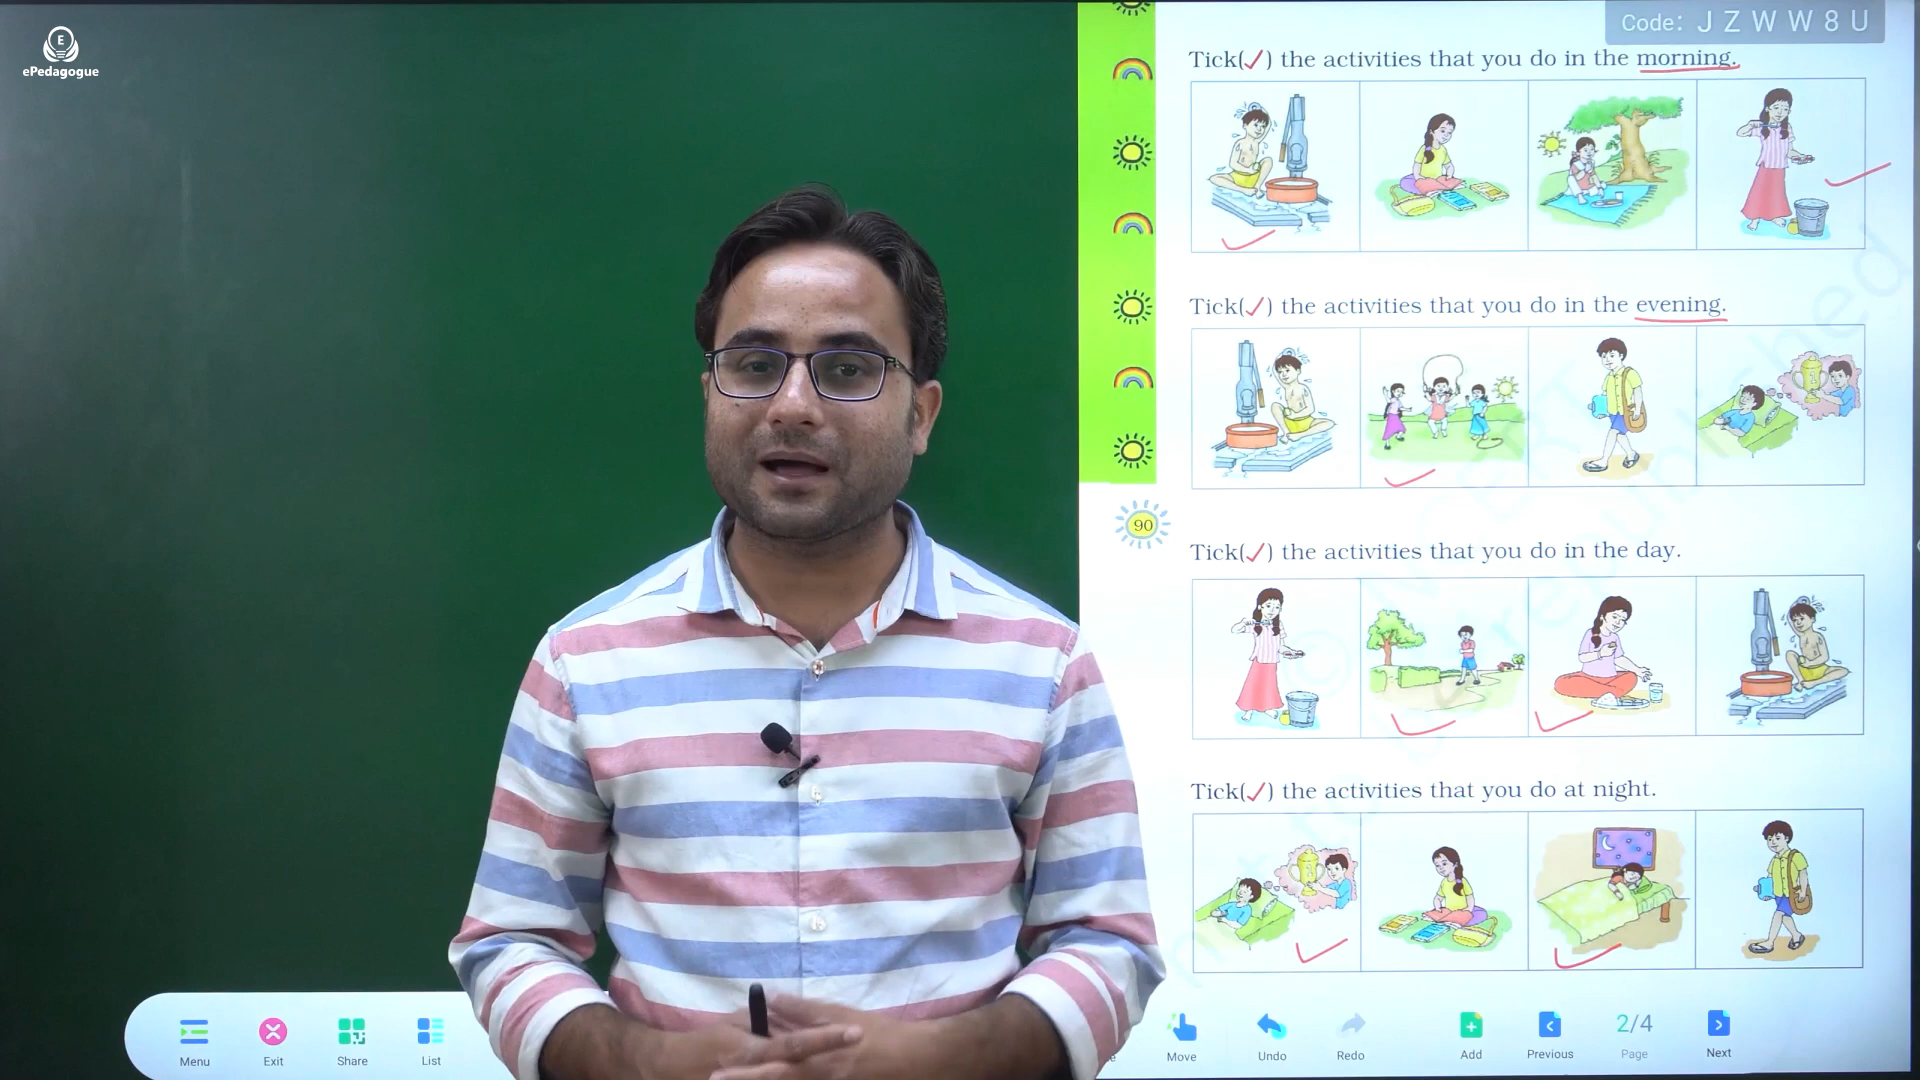 E
ePedagogue
Code: J Z W W 8 U
Tick(✓) the activities that you do in the morning.
Tick(✓) the activities that you do in the evening.
90
Tick(✓) the activities that you do in the day.
Tick(✓) the activities that you do at night.
Menu
Exit
Share
List
Move
Undo
Redo
Add
Previous
2/4
Page
Next